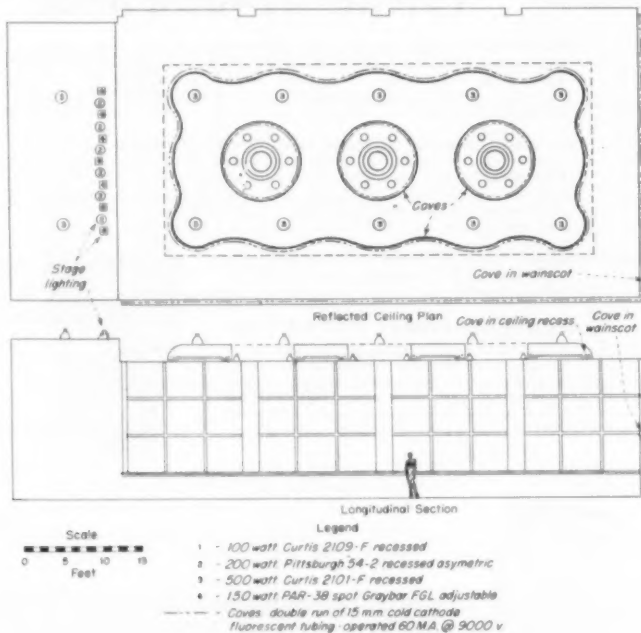 Stage
lighting
Coves
Cove in wainscot
Reflected Ceiling Plan
Cove in ceiling recess
Cove in
wainscot
Longitudinal Section
Scale
0 5 10 15
Feet
Legend
1 - 100 watt Curtis 2109-F recessed
2 - 200 watt Pittsburgh 54-2 recessed asymetric
3 - 500 watt Curtis 2101-F recessed
- 150 watt PAR-38 spot Graybar FGL adjustable
- Coves: double run of 15 m.m. cold cathode
fluorescent tubing - operated 60 M.A. @ 9000 v.